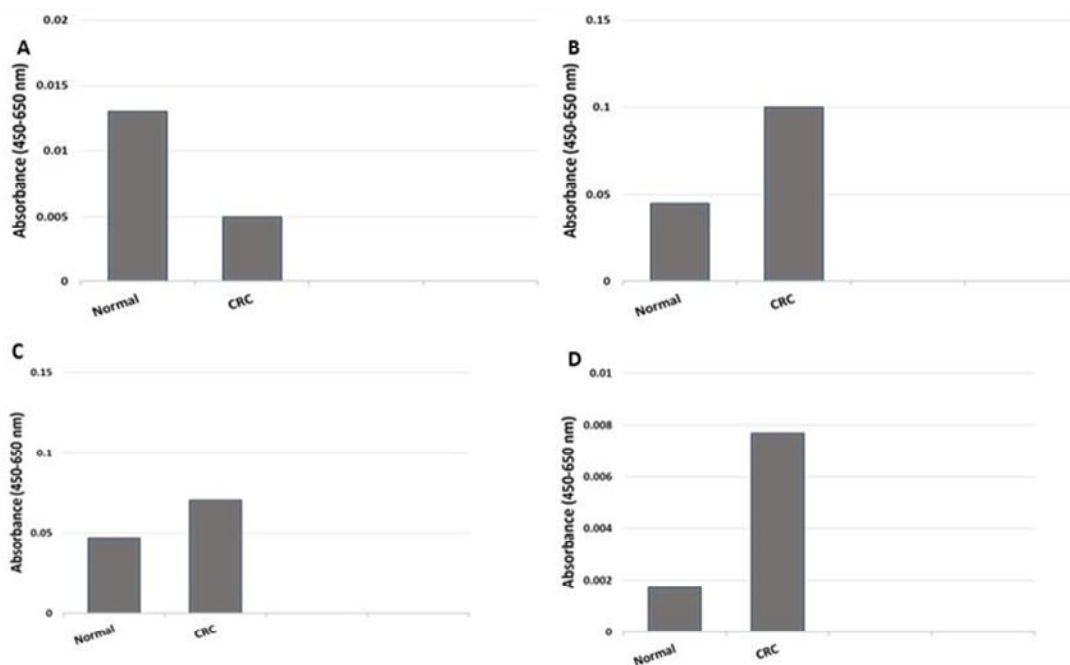 A
Absorbance (450-650 nm)
0.02
0.015
0.01
0.005
0
Normal
CRC
B
Absorbance (450-650 nm)
0.15
0.1
0.05
0
Normal
CRC
C
Absorbance (450-650 nm)
0.15
0.1
0.05
0
Normal
CRC
D
Absorbance (450-650 nm)
0.01
0.008
0.006
0.004
0.002
0
Normal
CRC